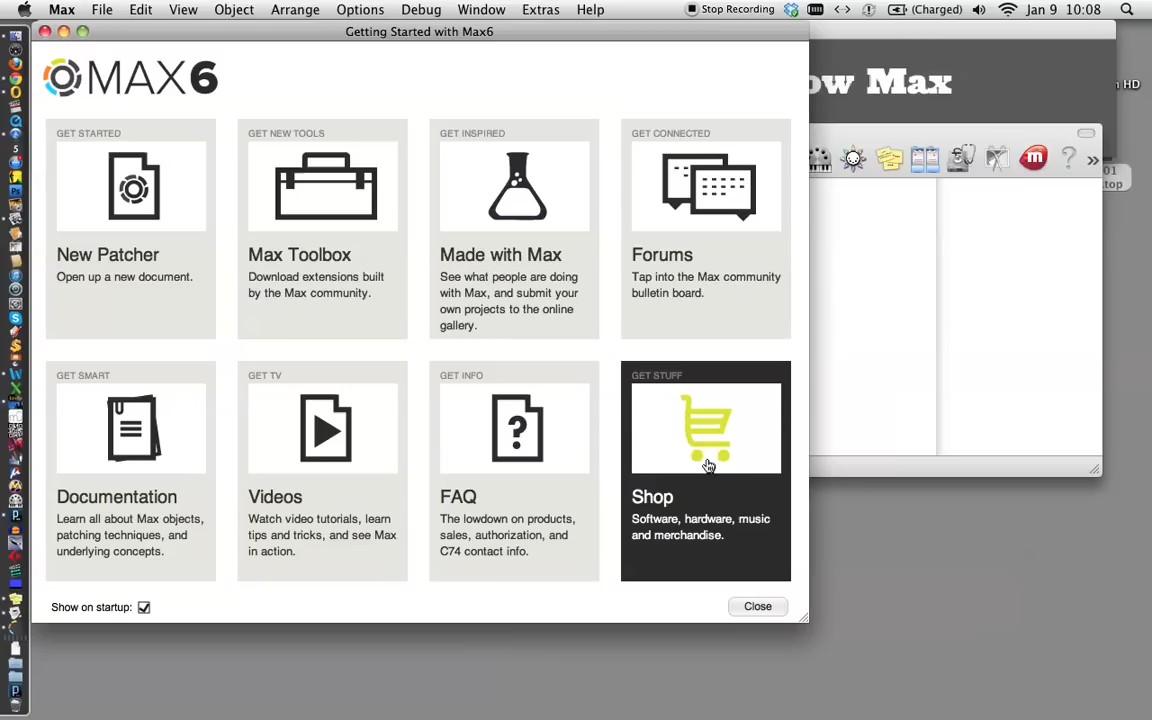 Max File Edit View Object Arrange Options Debug Window Extras Help Stop Recording (Charged) Jan 9 10:08
Getting Started with Max6
MAX6
ow Max
HD
GET STARTED
New Patcher
Open up a new document.
GET NEW TOOLS
Max Toolbox
Download extensions built
by the Max community.
GET INSPIRED
Made with Max
See what people are doing
with Max, and submit your
own projects to the online
gallery.
GET CONNECTED
Forums
Tap into the Max community
bulletin board.
01
top
GET SMART
Documentation
Learn all about Max objects,
patching techniques, and
underlying concepts.
GET TV
Videos
Watch video tutorials, learn
tips and tricks, and see Max
in action.
GET INFO
FAQ
The lowdown on products,
sales, authorization, and
C74 contact info.
GET STUFF
Shop
Software, hardware, music
and merchandise.
Show on startup:
Close